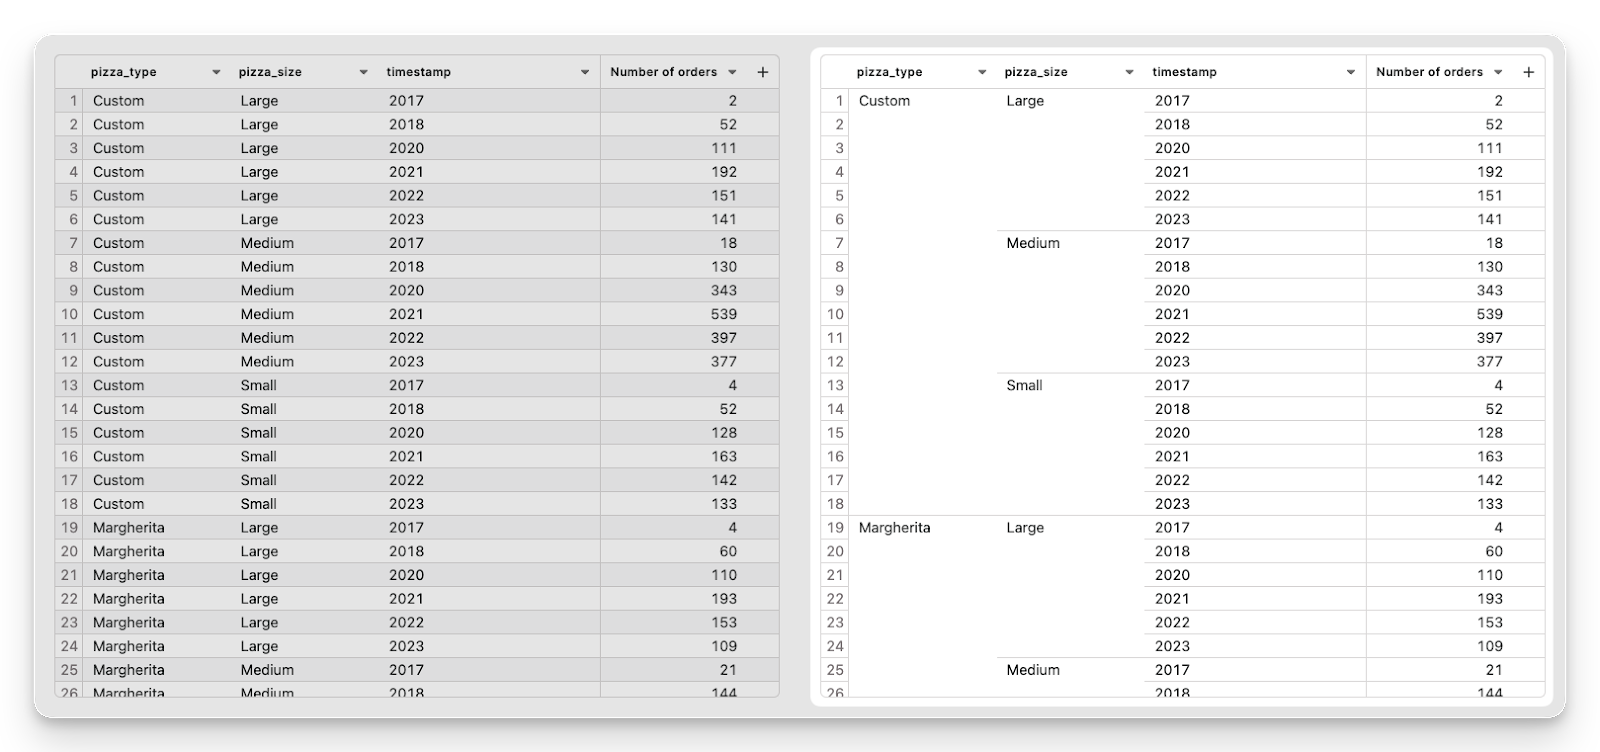 pizza_type pizza_size timestamp Number of orders +
1 Custom Large 2017 2
2 Custom Large 2018 52
3 Custom Large 2020 111
4 Custom Large 2021 192
5 Custom Large 2022 151
6 Custom Large 2023 141
7 Custom Medium 2017 18
8 Custom Medium 2018 130
9 Custom Medium 2020 343
10 Custom Medium 2021 539
11 Custom Medium 2022 397
12 Custom Medium 2023 377
13 Custom Small 2017 4
14 Custom Small 2018 52
15 Custom Small 2020 128
16 Custom Small 2021 163
17 Custom Small 2022 142
18 Custom Small 2023 133
19 Margherita Large 2017 4
20 Margherita Large 2018 60
21 Margherita Large 2020 110
22 Margherita Large 2021 193
23 Margherita Large 2022 153
24 Margherita Large 2023 109
25 Margherita Medium 2017 21
26 Margherita Medium 2018 144
pizza_type pizza_size timestamp Number of orders +
1 Custom Large 2017 2
2 2018 52
3 2020 111
4 2021 192
5 2022 151
6 2023 141
7 Medium 2017 18
8 2018 130
9 2020 343
10 2021 539
11 2022 397
12 2023 377
13 Small 2017 4
14 2018 52
15 2020 128
16 2021 163
17 2022 142
18 2023 133
19 Margherita Large 2017 4
20 2018 60
21 2020 110
22 2021 193
23 2022 153
24 2023 109
25 Medium 2017 21
26 2018 144